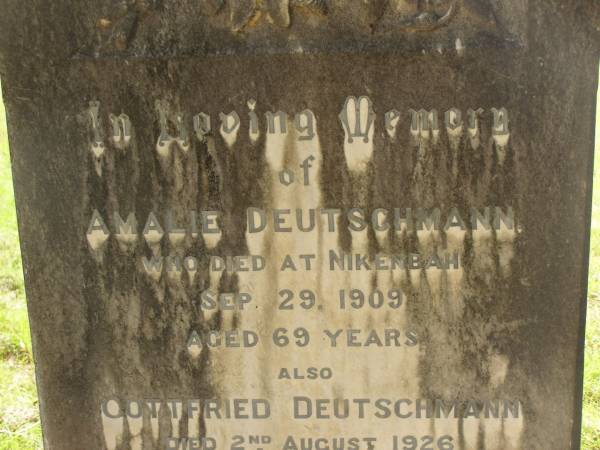 In Loving Memory
of
AMALIE DEUTSCHMANN
WHO DIED AT NIKENBAH
SEP. 29, 1909
AGED 69 YEARS
ALSO
GOTTFRIED DEUTSCHMANN
DIED 2ND AUGUST 1926